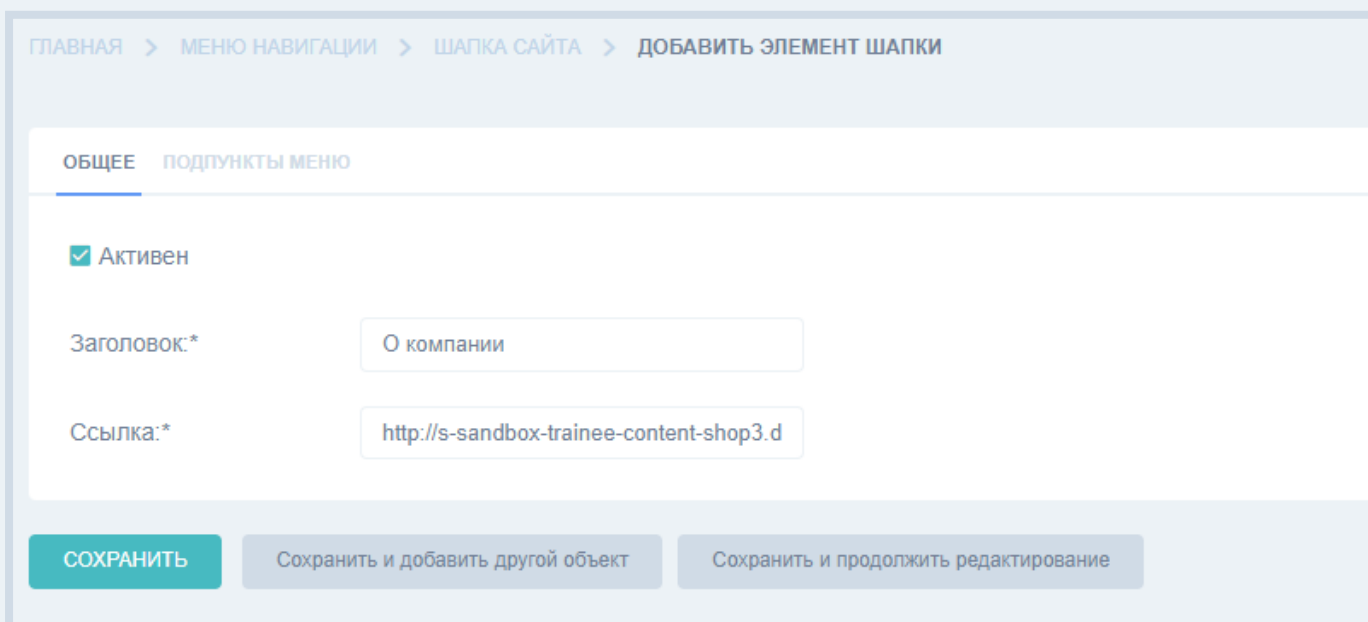 ГЛАВНАЯ > МЕНЮ НАВИГАЦИИ > ШАПКА САЙТА > ДОБАВИТЬ ЭЛЕМЕНТ ШАПКИ
ОБЩЕЕ ПОДПУНКТЫ МЕНЮ
Активен
Заголовок:* О компании
Ссылка:* http://s-sandbox-trainee-content-shop3.d
СОХРАНИТЬ Сохранить и добавить другой объект Сохранить и продолжить редактирование